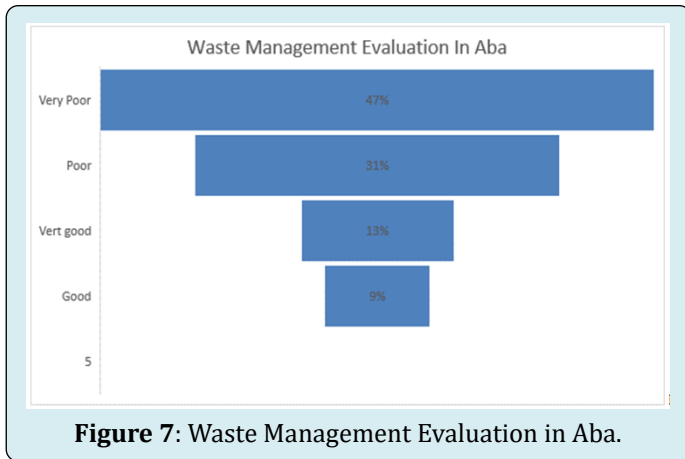 Waste Management Evaluation In Aba
Very Poor 47%
Poor 31%
Vert good 13%
Good 9%
5
Figure 7: Waste Management Evaluation in Aba.